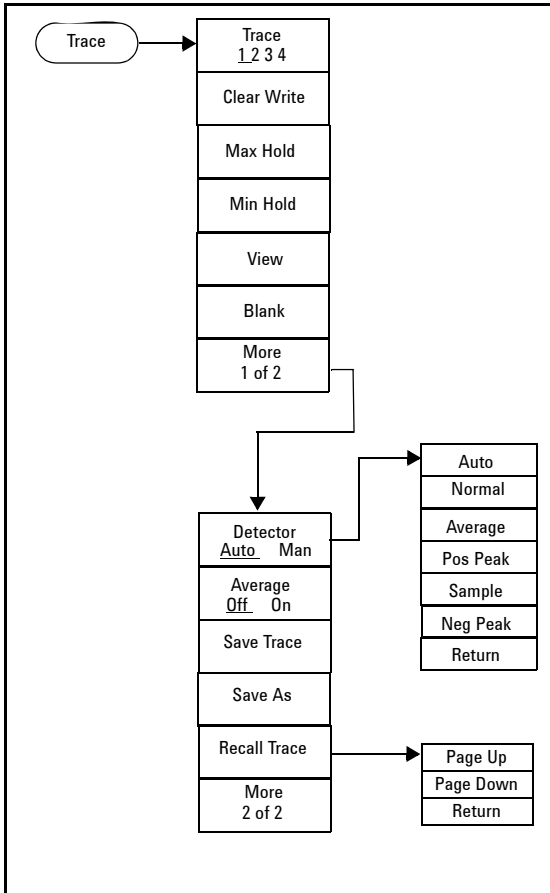 Trace
Trace
1 2 3 4
Clear Write
Max Hold
Min Hold
View
Blank
More
1 of 2
Detector
Auto Man
Average
Off On
Save Trace
Save As
Recall Trace
More
2 of 2
Auto
Normal
Average
Pos Peak
Sample
Neg Peak
Return
Page Up
Page Down
Return